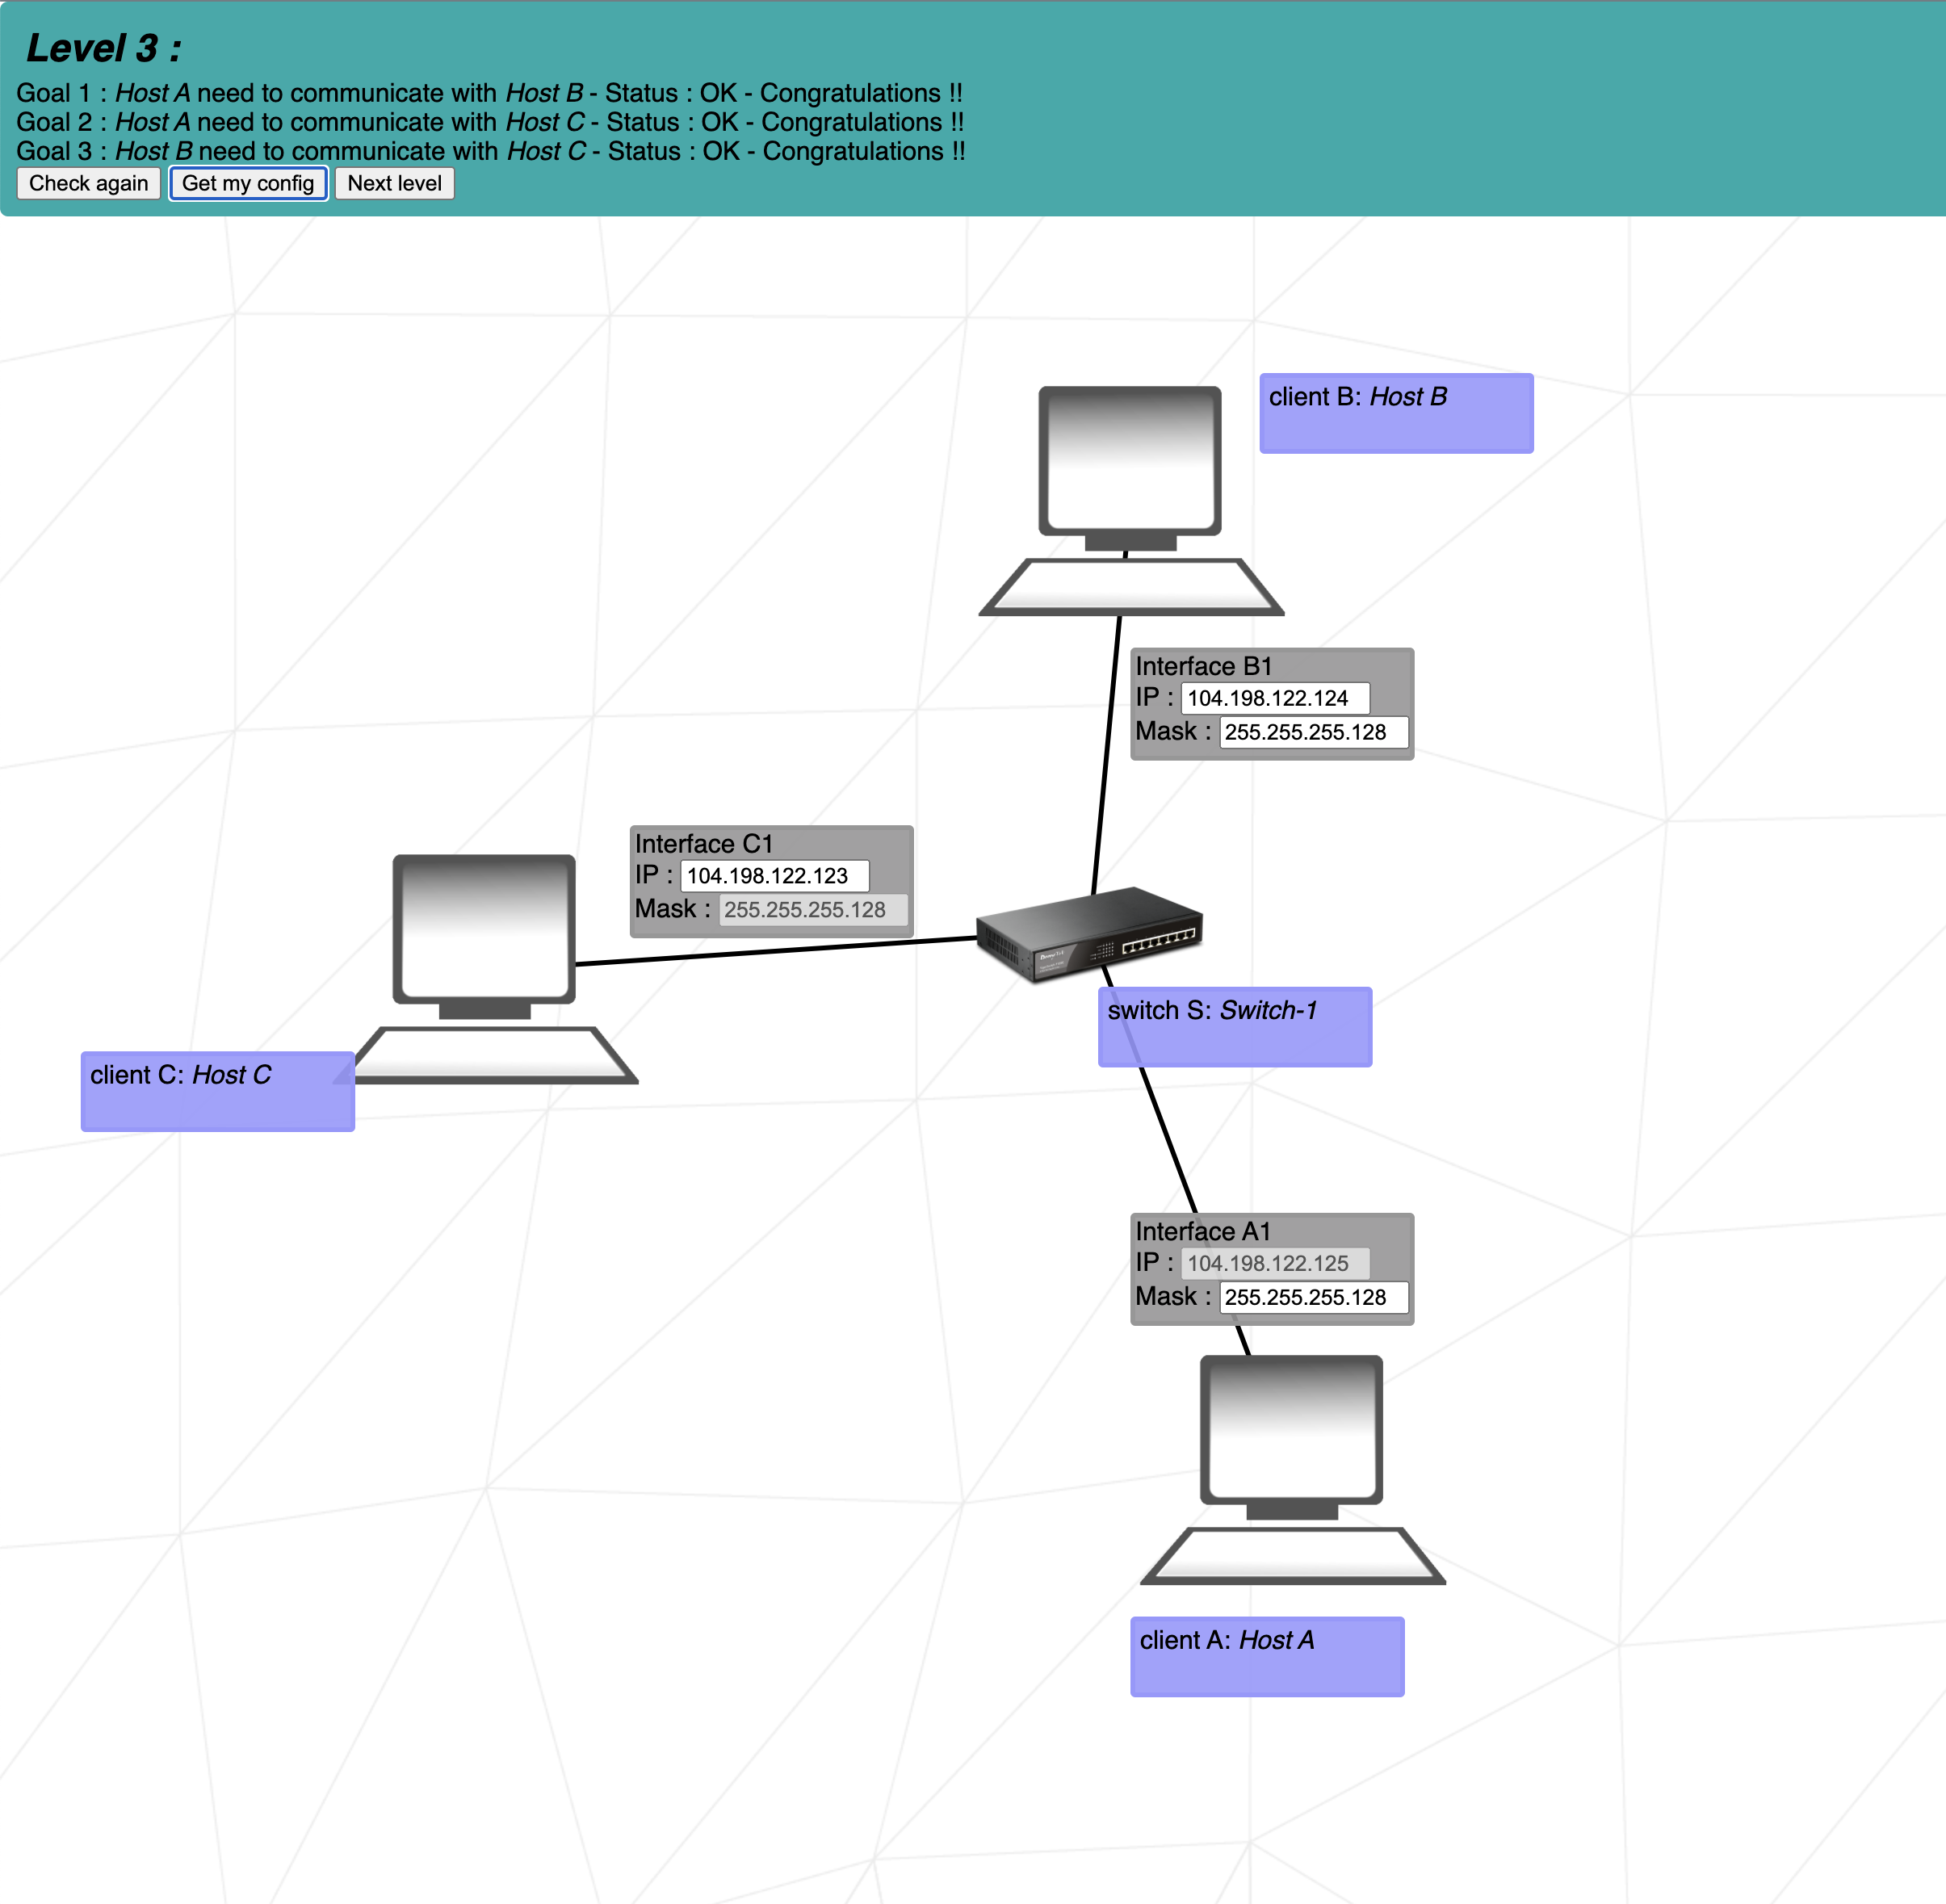 Level 3 :
Goal 1 : Host A need to communicate with Host B - Status : OK - Congratulations !!
Goal 2 : Host A need to communicate with Host C - Status : OK - Congratulations !!
Goal 3 : Host B need to communicate with Host C - Status : OK - Congratulations !!
Check again Get my config Next level
client B: Host B
Interface B1
IP : 104.198.122.124
Mask : 255.255.255.128
Interface C1
IP : 104.198.122.123
Mask : 255.255.255.128
switch S: Switch-1
client C: Host C
Interface A1
IP : 104.198.122.125
Mask : 255.255.255.128
client A: Host A